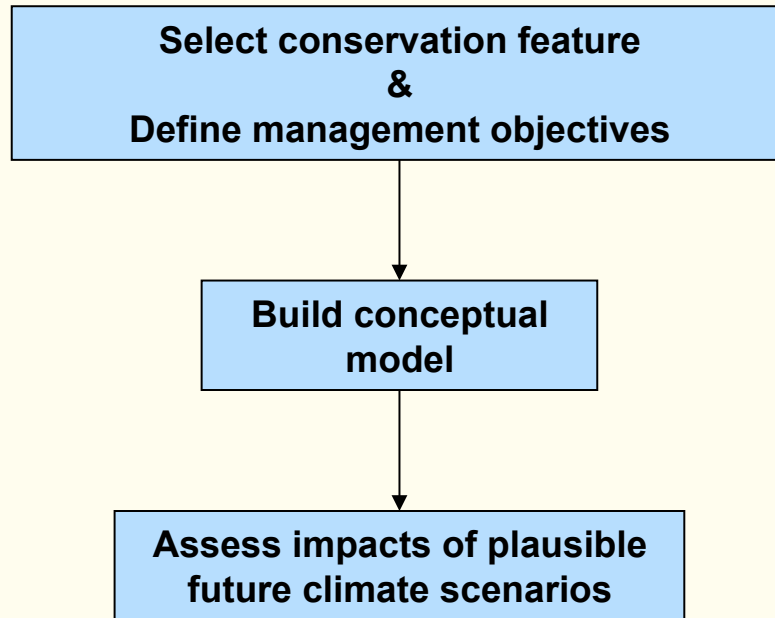 Select conservation feature
&
Define management objectives
Build conceptual
model
Assess impacts of plausible
future climate scenarios